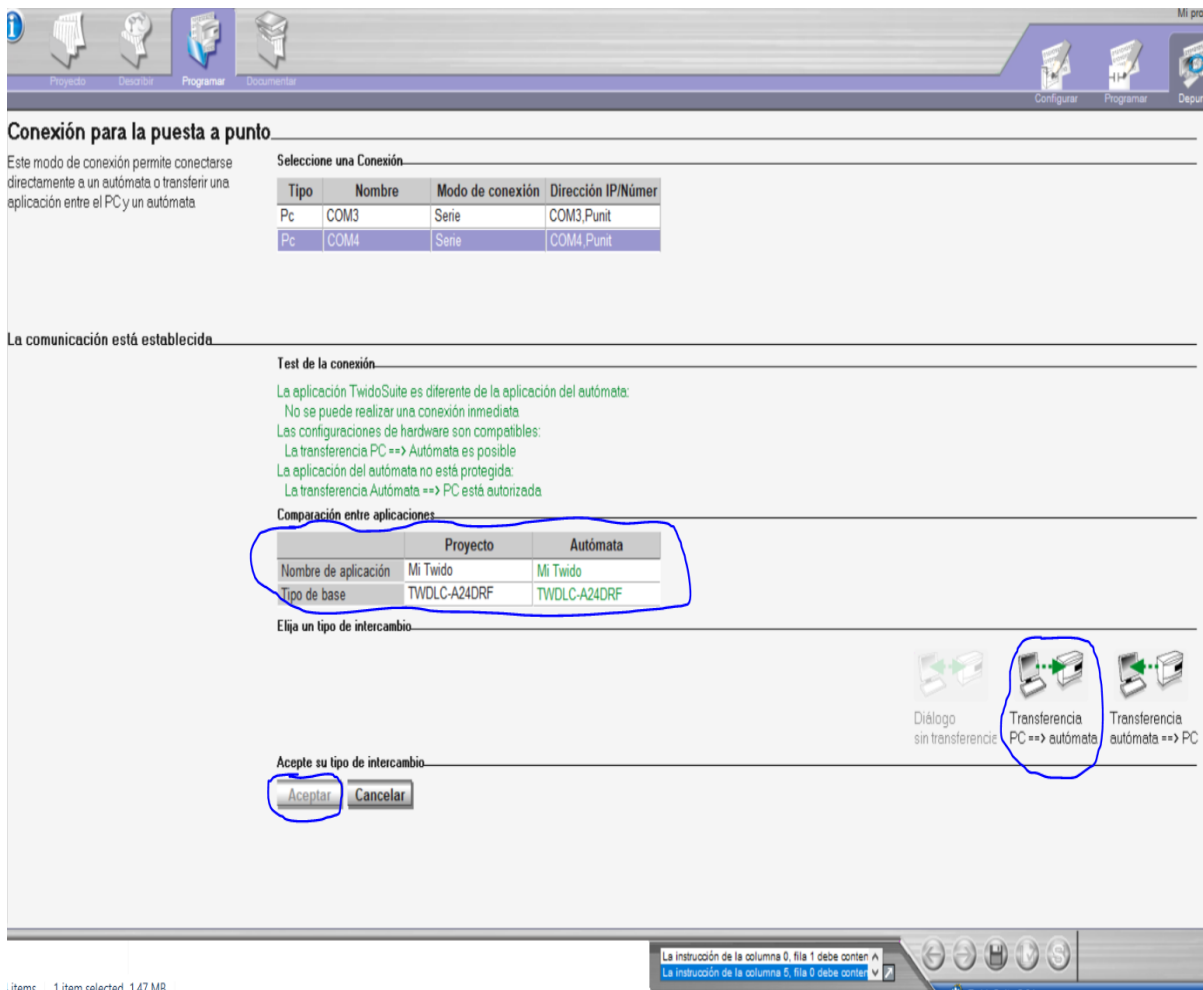 Mi pro
Proyecto Describir Programar Documentar
Configurar Programar Depur
Conexión para la puesta a punto
Este modo de conexión permite conectarse
directamente a un autómata o transferir una
aplicación entre el PC y un autómata
Seleccione una Conexión
Tipo Nombre Modo de conexión Dirección IP/Númer
Pc COM3 Serie COM3,Punit
Pc COM4 Serie COM4,Punit
La comunicación está establecida
Test de la conexión
La aplicación TwidoSuite es diferente de la aplicación del autómata:
No se puede realizar una conexión inmediata
Las configuraciones de hardware son compatibles:
La transferencia PC ==> Autómata es posible
La aplicación del autómata no está protegida:
La transferencia Autómata ==> PC está autorizada
Comparación entre aplicaciones
Proyecto Autómata
Nombre de aplicación Mi Twido Mi Twido
Tipo de base TWDLC-A24DRF TWDLC-A24DRF
Elija un tipo de intercambio
Diálogo
sin transferencie
Transferencia
PC ==> autómata
Transferencia
autómata ==> PC
Acepte su tipo de intercambio
Aceptar Cancelar
La instrucción de la columna 0, fila 1 debe conten
La instrucción de la columna 5, fila 0 debe conten
items 1 item selected 1,47 MB